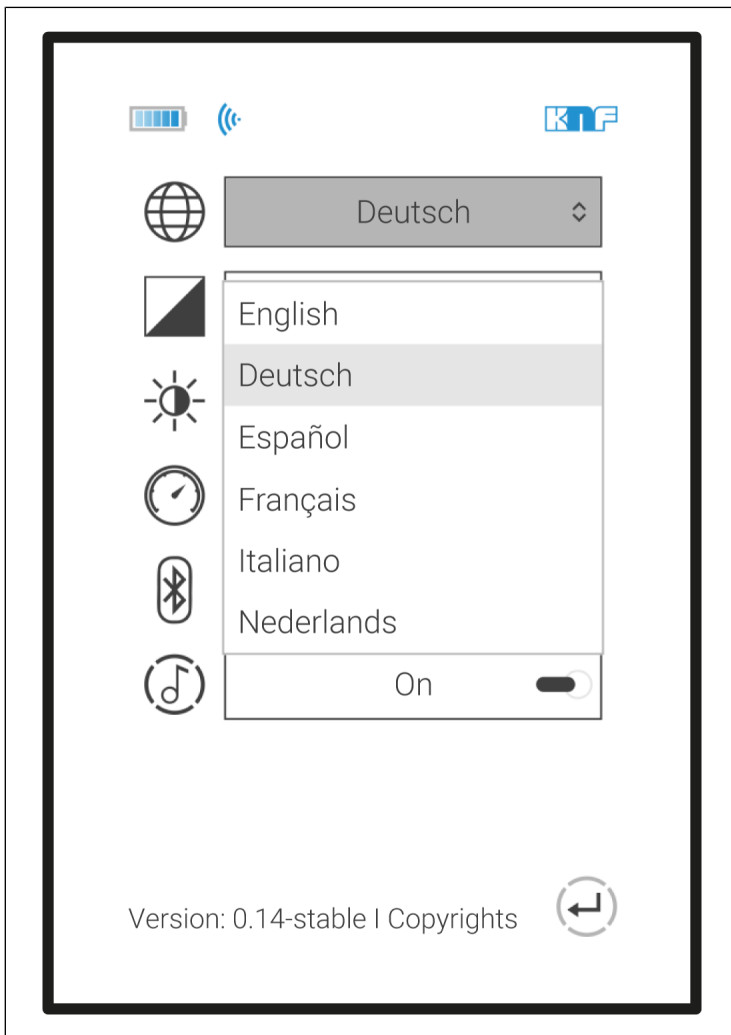 KNF
Deutsch
English
Deutsch
Español
Français
Italiano
Nederlands
On
Version: 0.14-stable I Copyrights